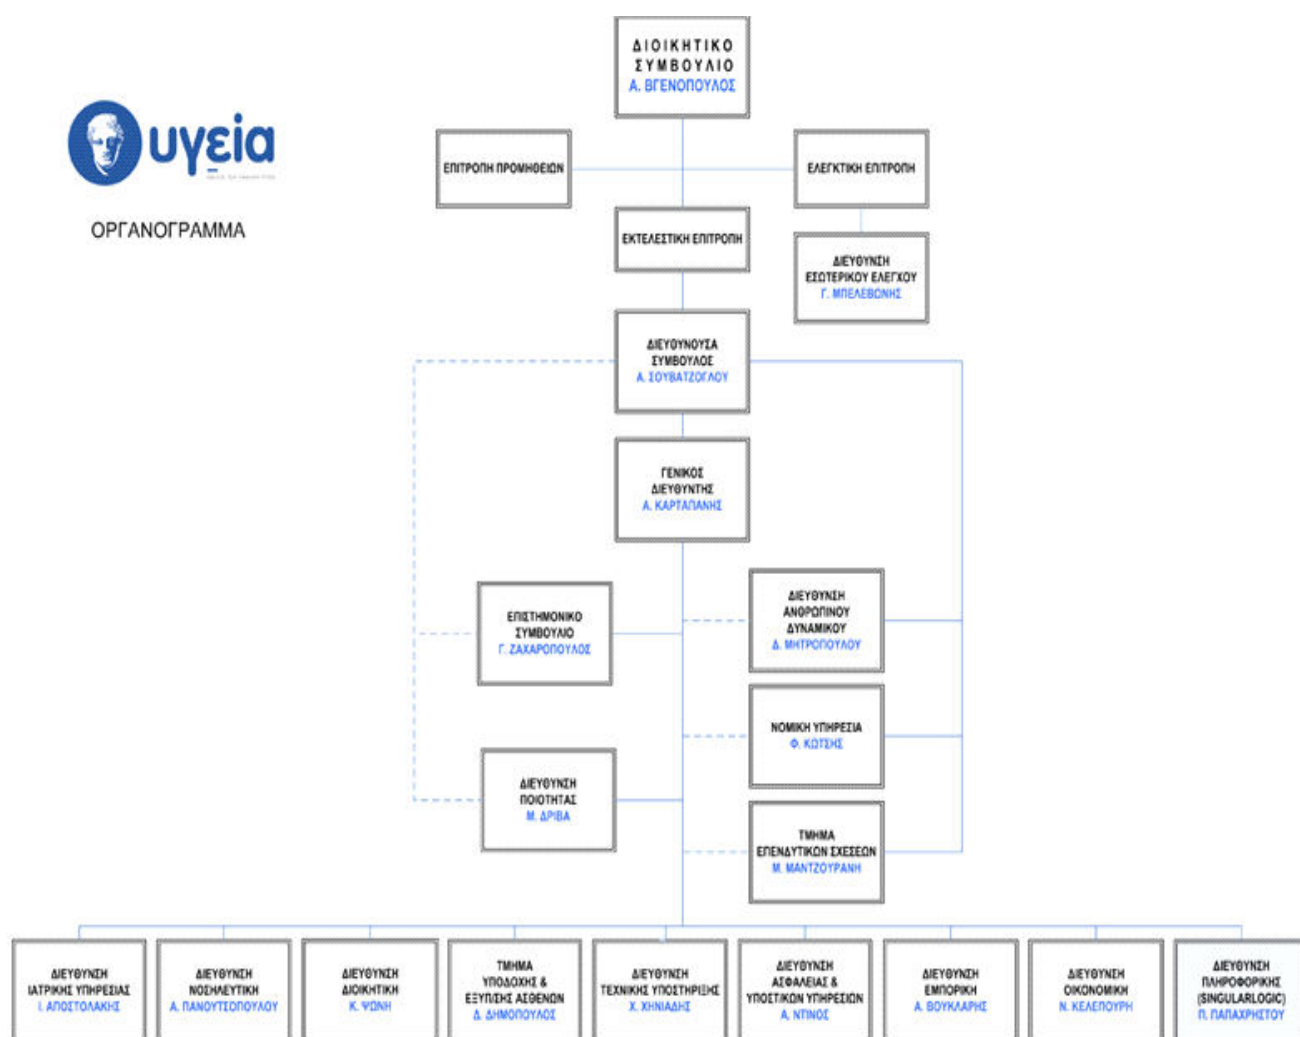 ΔΙΟΙΚΗΤΙΚΟ
ΣΥΜΒΟΥΛΙΟ
Α. ΒΓΕΝΟΠΟΥΛΟΣ
υγεία
ΟΡΓΑΝΟΓΡΑΜΜΑ
ΕΠΙΤΡΟΠΗ ΠΡΟΜΗΘΕΙΩΝ
ΕΛΕΓΚΤΙΚΗ ΕΠΙΤΡΟΠΗ
ΕΚΤΕΛΕΣΤΙΚΗ ΕΠΙΤΡΟΠΗ
ΔΙΕΥΘΥΝΣΗ
ΕΣΩΤΕΡΙΚΟΥ ΕΛΕΓΧΟΥ
Γ. ΜΠΕΛΕΒΩΝΗΣ
ΔΙΕΥΘΥΝΟΥΣΑ
ΣΥΜΒΟΥΛΟΣ
Α. ΣΟΥΒΑΤΖΟΓΛΟΥ
ΓΕΝΙΚΟΣ
ΔΙΕΥΘΥΝΤΗΣ
Α. ΚΑΡΤΑΠΑΝΗΣ
ΕΠΙΣΤΗΜΟΝΙΚΟ
ΣΥΜΒΟΥΛΙΟ
Γ. ΖΑΧΑΡΟΠΟΥΛΟΣ
ΔΙΕΥΘΥΝΣΗ
ΑΝΘΡΩΠΙΝΟΥ
ΔΥΝΑΜΙΚΟΥ
Δ. ΜΗΤΡΟΠΟΥΛΟΥ
ΝΟΜΙΚΗ ΥΠΗΡΕΣΙΑ
Φ. ΚΩΤΣΗΣ
ΔΙΕΥΘΥΝΣΗ
ΠΟΙΟΤΗΤΑΣ
Μ. ΔΡΙΒΑ
ΤΜΗΜΑ
ΕΠΕΝΔΥΤΙΚΩΝ ΣΧΕΣΕΩΝ
Μ. ΜΑΝΤΖΟΥΡΑΝΗ
ΔΙΕΥΘΥΝΣΗ
ΙΑΤΡΙΚΗΣ ΥΠΗΡΕΣΙΑΣ
Ι. ΑΠΟΣΤΟΛΑΚΗΣ
ΔΙΕΥΘΥΝΣΗ
ΝΟΣΗΛΕΥΤΙΚΗ
Α. ΠΑΝΟΥΤΣΟΠΟΥΛΟΥ
ΔΙΕΥΘΥΝΣΗ
ΔΙΟΙΚΗΤΙΚΗ
Κ. ΨΩΝΗ
ΤΜΗΜΑ
ΥΠΟΔΟΧΗΣ &
ΕΞΥΠ/ΣΗΣ ΑΣΘΕΝΩΝ
Δ. ΔΗΜΟΠΟΥΛΟΣ
ΔΙΕΥΘΥΝΣΗ
ΤΕΧΝΙΚΗΣ ΥΠΟΣΤΗΡΙΞΗΣ
Χ. ΧΗΝΙΑΔΗΣ
ΔΙΕΥΘΥΝΣΗ
ΑΣΦΑΛΕΙΑΣ &
ΥΠΟΣΤΙΚΩΝ ΥΠΗΡΕΣΙΩΝ
Α. ΝΤΙΝΟΣ
ΔΙΕΥΘΥΝΣΗ
ΕΜΠΟΡΙΚΗ
Α. ΒΟΥΚΛΑΡΗΣ
ΔΙΕΥΘΥΝΣΗ
ΟΙΚΟΝΟΜΙΚΗ
Ν. ΚΕΛΕΠΟΥΡΗ
ΔΙΕΥΘΥΝΣΗ
ΠΛΗΡΟΦΟΡΙΚΗΣ
(SINGULARLOGIC)
Π. ΠΑΠΑΧΡΗΣΤΟΥ